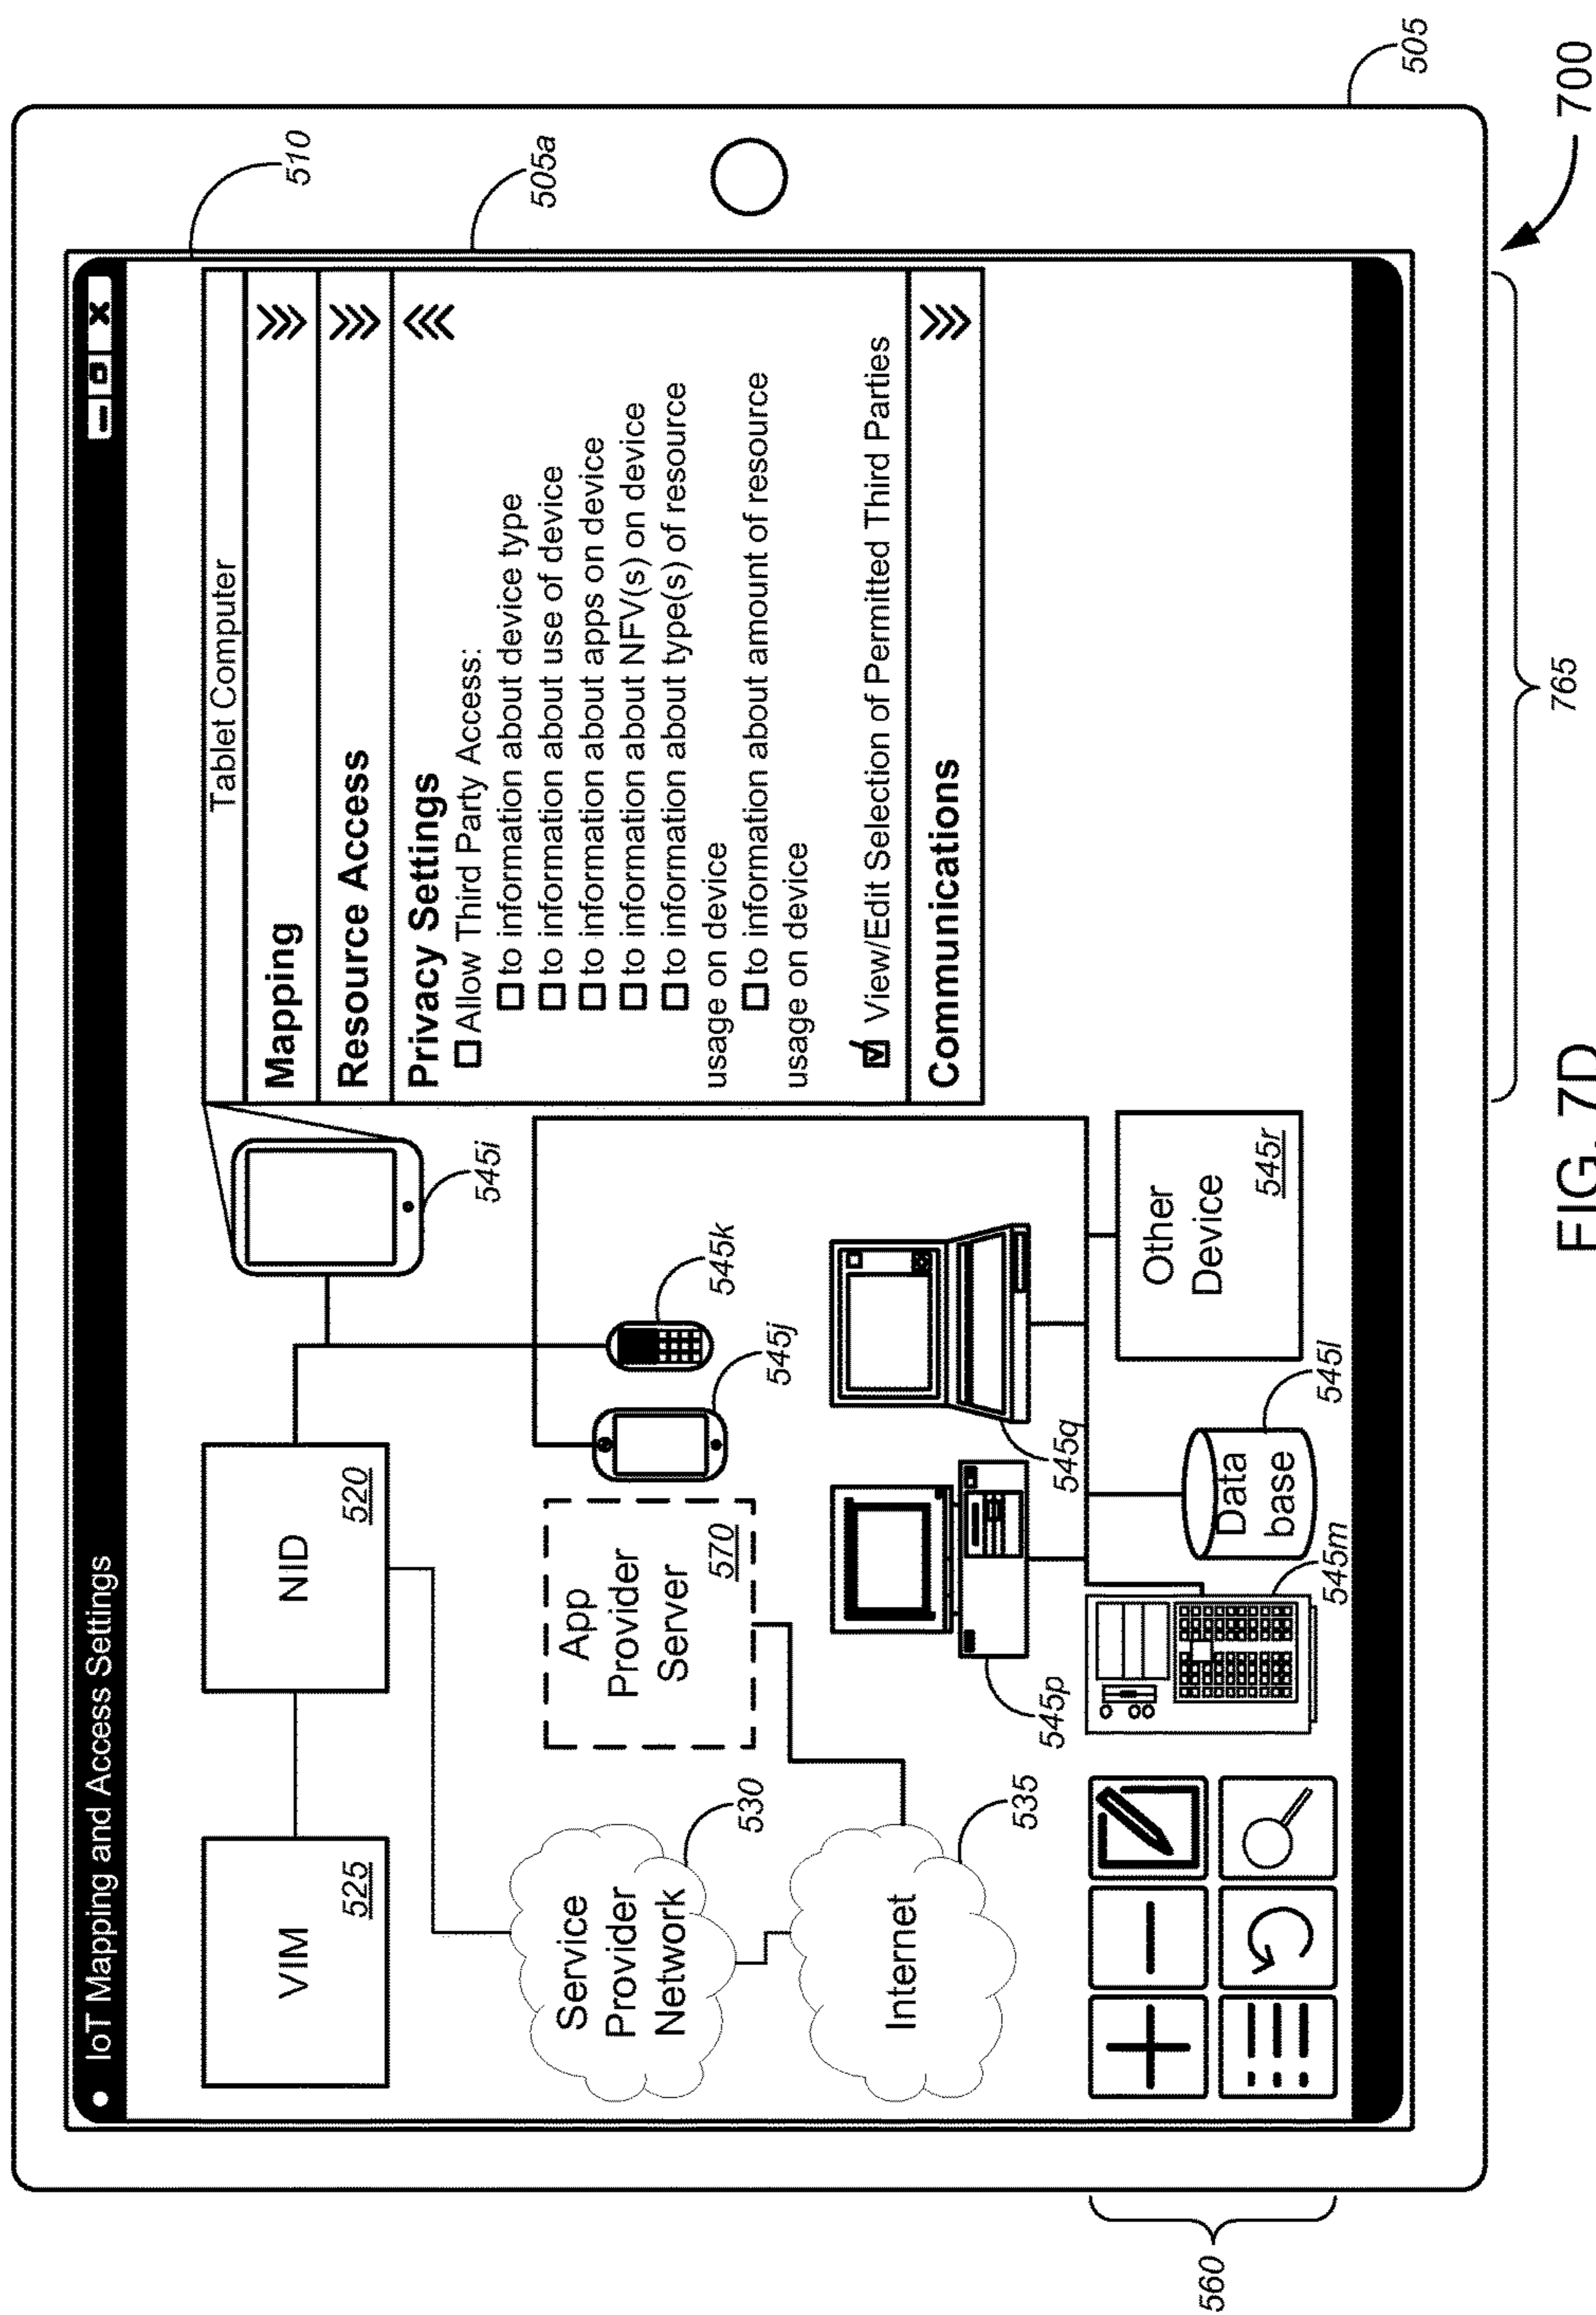 IoT Mapping and Access Settings
VIM
525
NID
520
Tablet Computer
Mapping
Resource Access
Privacy Settings
Allow Third Party Access:
to information about device type
to information about use of device
to information about apps on device
to information about NFV(s) on device
to information about type(s) of resource
usage on device
to information about amount of resource
usage on device
View/Edit Selection of Permitted Third Parties
Communications
545i
545k
545j
Service
Provider
Network
530
App
Provider
Server
570
Internet
535
545p
545q
545m
Data
base
545l
Other
Device
545r
510
505a
505
560
765
700
FIG. 7D